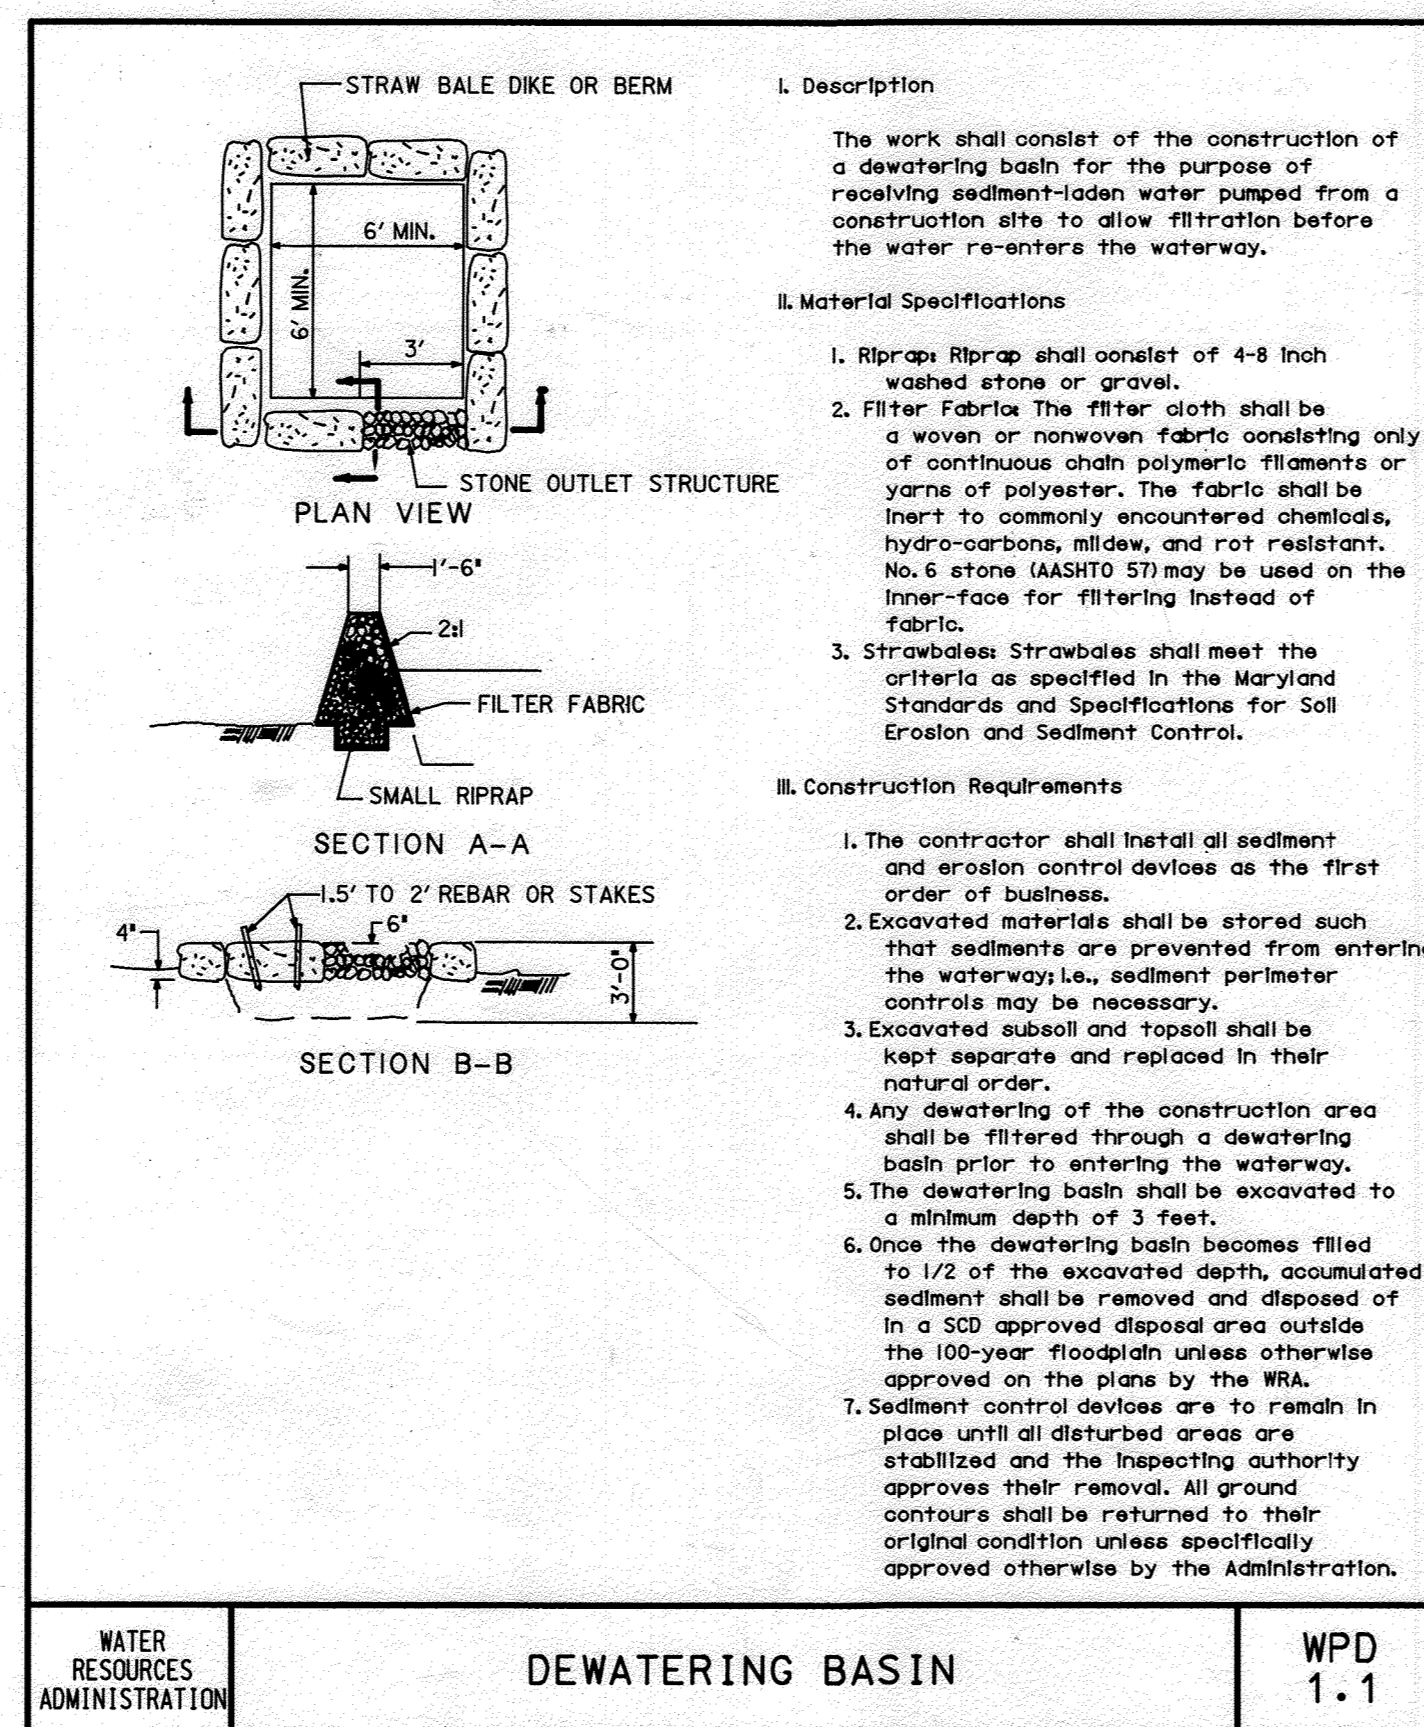 STRAW BALE DIKE OR BERM
6' MIN.
6' MIN.
3'
STONE OUTLET STRUCTURE
PLAN VIEW
1'-6"
2:1
FILTER FABRIC
SMALL RIPRAP
SECTION A-A
1.5' TO 2' REBAR OR STAKES
4"
6"
3'-0"
SECTION B-B
I. Description
The work shall consist of the construction of
a dewatering basin for the purpose of
receiving sediment-laden water pumped from a
construction site to allow filtration before
the water re-enters the waterway.
II. Material Specifications
1. Riprap: Riprap shall consist of 4-8 inch
washed stone or gravel.
2. Filter Fabric: The filter cloth shall be
a woven or nonwoven fabric consisting only
of continuous chain polymeric filaments or
yarns of polyester. The fabric shall be
inert to commonly encountered chemicals,
hydro-carbons, mildew, and rot resistant.
No. 6 stone (AASHTO 57) may be used on the
inner-face for filtering instead of
fabric.
3. Strawbales: Strawbales shall meet the
criteria as specified in the Maryland
Standards and Specifications for Soil
Erosion and Sediment Control.
III. Construction Requirements
1. The contractor shall install all sediment
and erosion control devices as the first
order of business.
2. Excavated materials shall be stored such
that sediments are prevented from entering
the waterway; i.e., sediment perimeter
controls may be necessary.
3. Excavated subsoil and topsoil shall be
kept separate and replaced in their
natural order.
4. Any dewatering of the construction area
shall be filtered through a dewatering
basin prior to entering the waterway.
5. The dewatering basin shall be excavated to
a minimum depth of 3 feet.
6. Once the dewatering basin becomes filled
to 1/2 of the excavated depth, accumulated
sediment shall be removed and disposed of
in a SCD approved disposal area outside
the 100-year floodplain unless otherwise
approved on the plans by the WRA.
7. Sediment control devices are to remain in
place until all disturbed areas are
stabilized and the inspecting authority
approves their removal. All ground
contours shall be returned to their
original condition unless specifically
approved otherwise by the Administration.
WATER
RESOURCES
ADMINISTRATION
DEWATERING BASIN
WPD
1.1